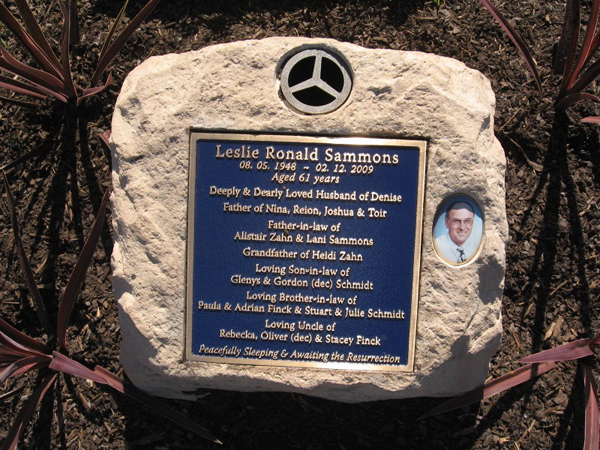 Leslie Ronald Sammons
08. 05. 1948 ~ 02. 12. 2009
Aged 61 years
Deeply & Dearly Loved Husband of Denise
Father of Nina, Reion, Joshua & Toir
Father-in-law of
Alistair Zahn & Lani Sammons
Grandfather of Heidi Zahn
Loving Son-in-law of
Glenys & Gordon (dec) Schmidt
Loving Brother-in-law of
Paula & Adrian Finck & Stuart & Julie Schmidt
Loving Uncle of
Rebecka, Oliver (dec) & Stacey Finck
Peacefully Sleeping & Awaiting the Resurrection